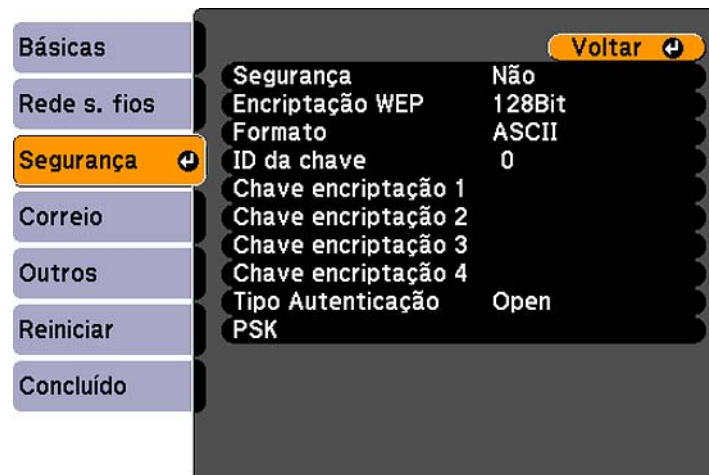 Básicas
Rede s. fios
Segurança
Correio
Outros
Reiniciar
Concluído
Voltar
Segurança Não
Encriptação WEP 128Bit
Formato ASCII
ID da chave 0
Chave encriptação 1
Chave encriptação 2
Chave encriptação 3
Chave encriptação 4
Tipo Autenticação Open
PSK